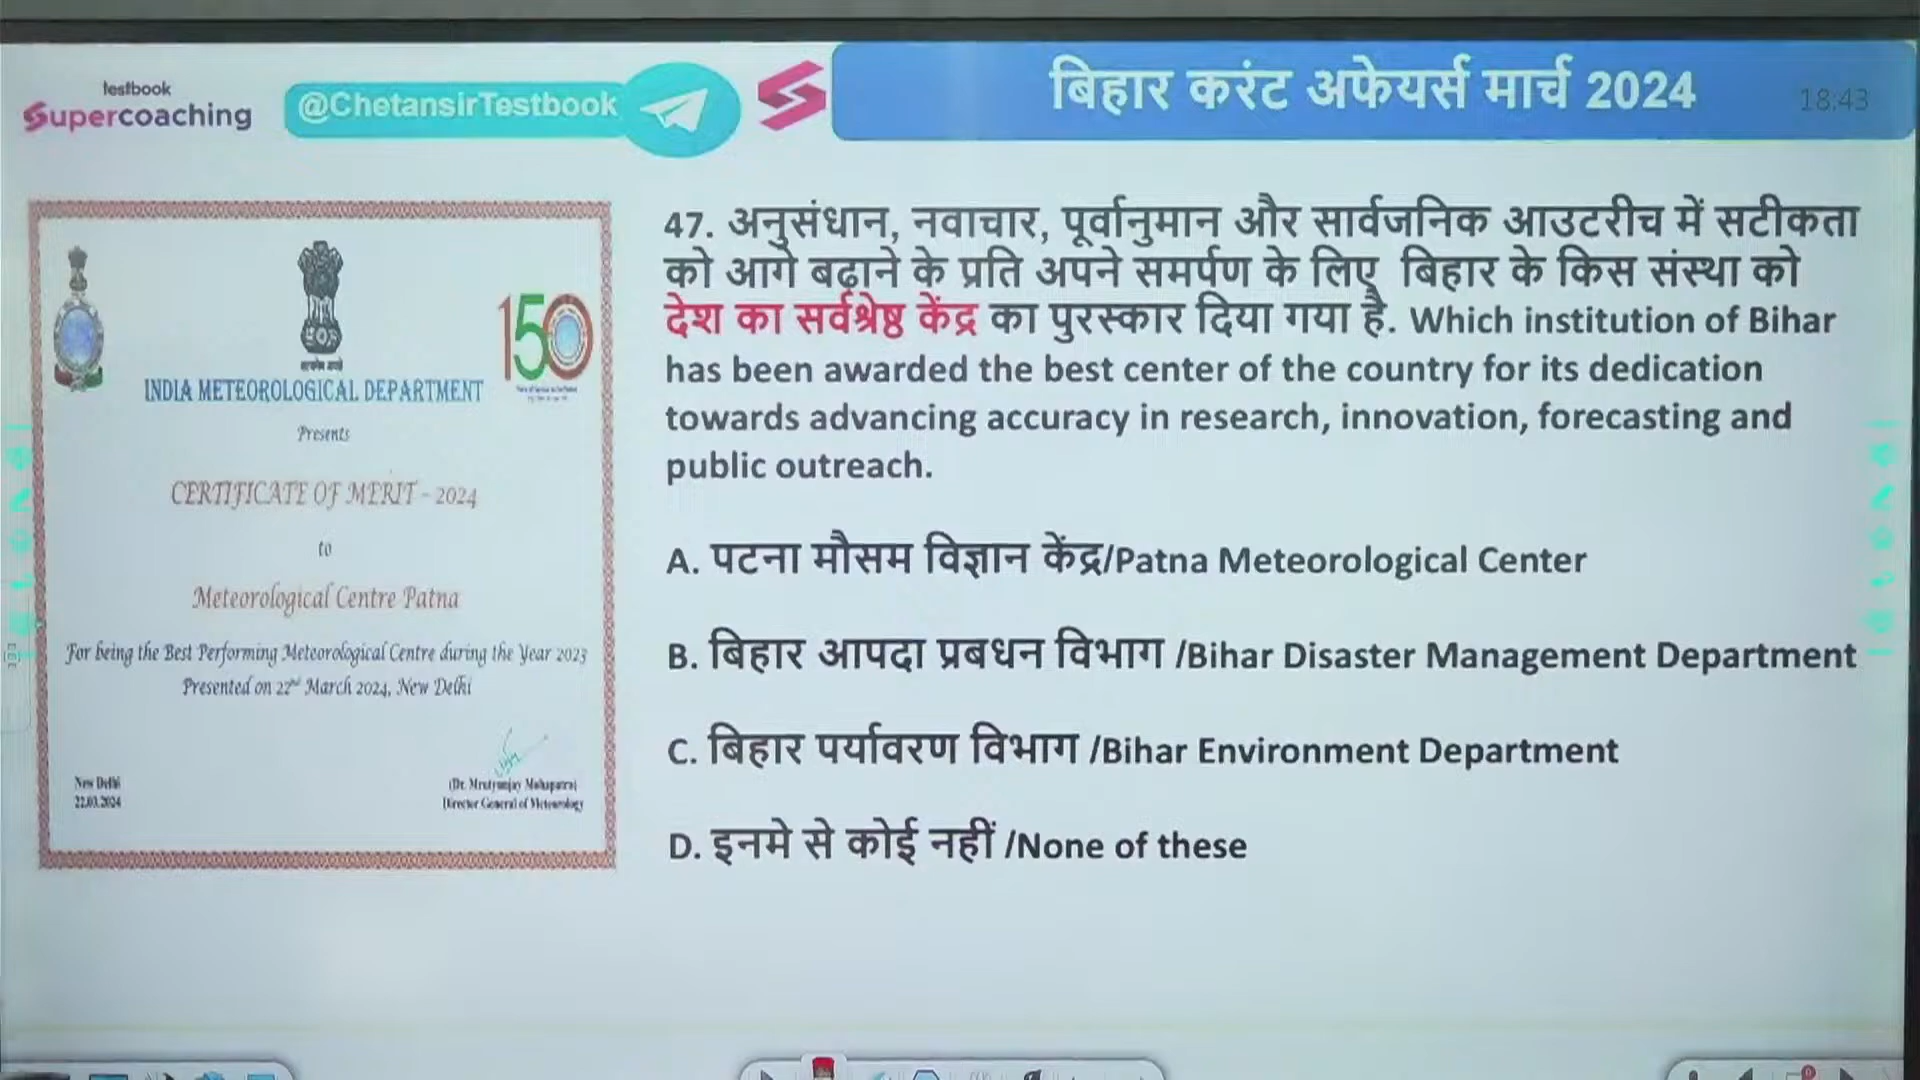 testbook
Supercoaching
@ChetansirTestbook
बिहार करंट अफेयर्स मार्च 2024
18:43
150
INDIA METEOROLOGICAL DEPARTMENT
Presents
CERTIFICATE OF MERIT - 2024
to
Meteorological Centre Patna
For being the Best Performing Meteorological Centre during the Year 2023
Presented on 22nd March 2024, New Delhi
New Delhi
22.03.2024
(Dr. Mrutyunjay Mohapatra)
Director General of Meteorology
47. अनुसंधान, नवाचार, पूर्वानुमान और सार्वजनिक आउटरीच में सटीकता
को आगे बढ़ाने के प्रति अपने समर्पण के लिए बिहार के किस संस्था को
देश का सर्वश्रेष्ठ केंद्र का पुरस्कार दिया गया है. Which institution of Bihar
has been awarded the best center of the country for its dedication
towards advancing accuracy in research, innovation, forecasting and
public outreach.
A. पटना मौसम विज्ञान केंद्र/Patna Meteorological Center
B. बिहार आपदा प्रबधन विभाग /Bihar Disaster Management Department
C. बिहार पर्यावरण विभाग /Bihar Environment Department
D. इनमे से कोई नहीं /None of these